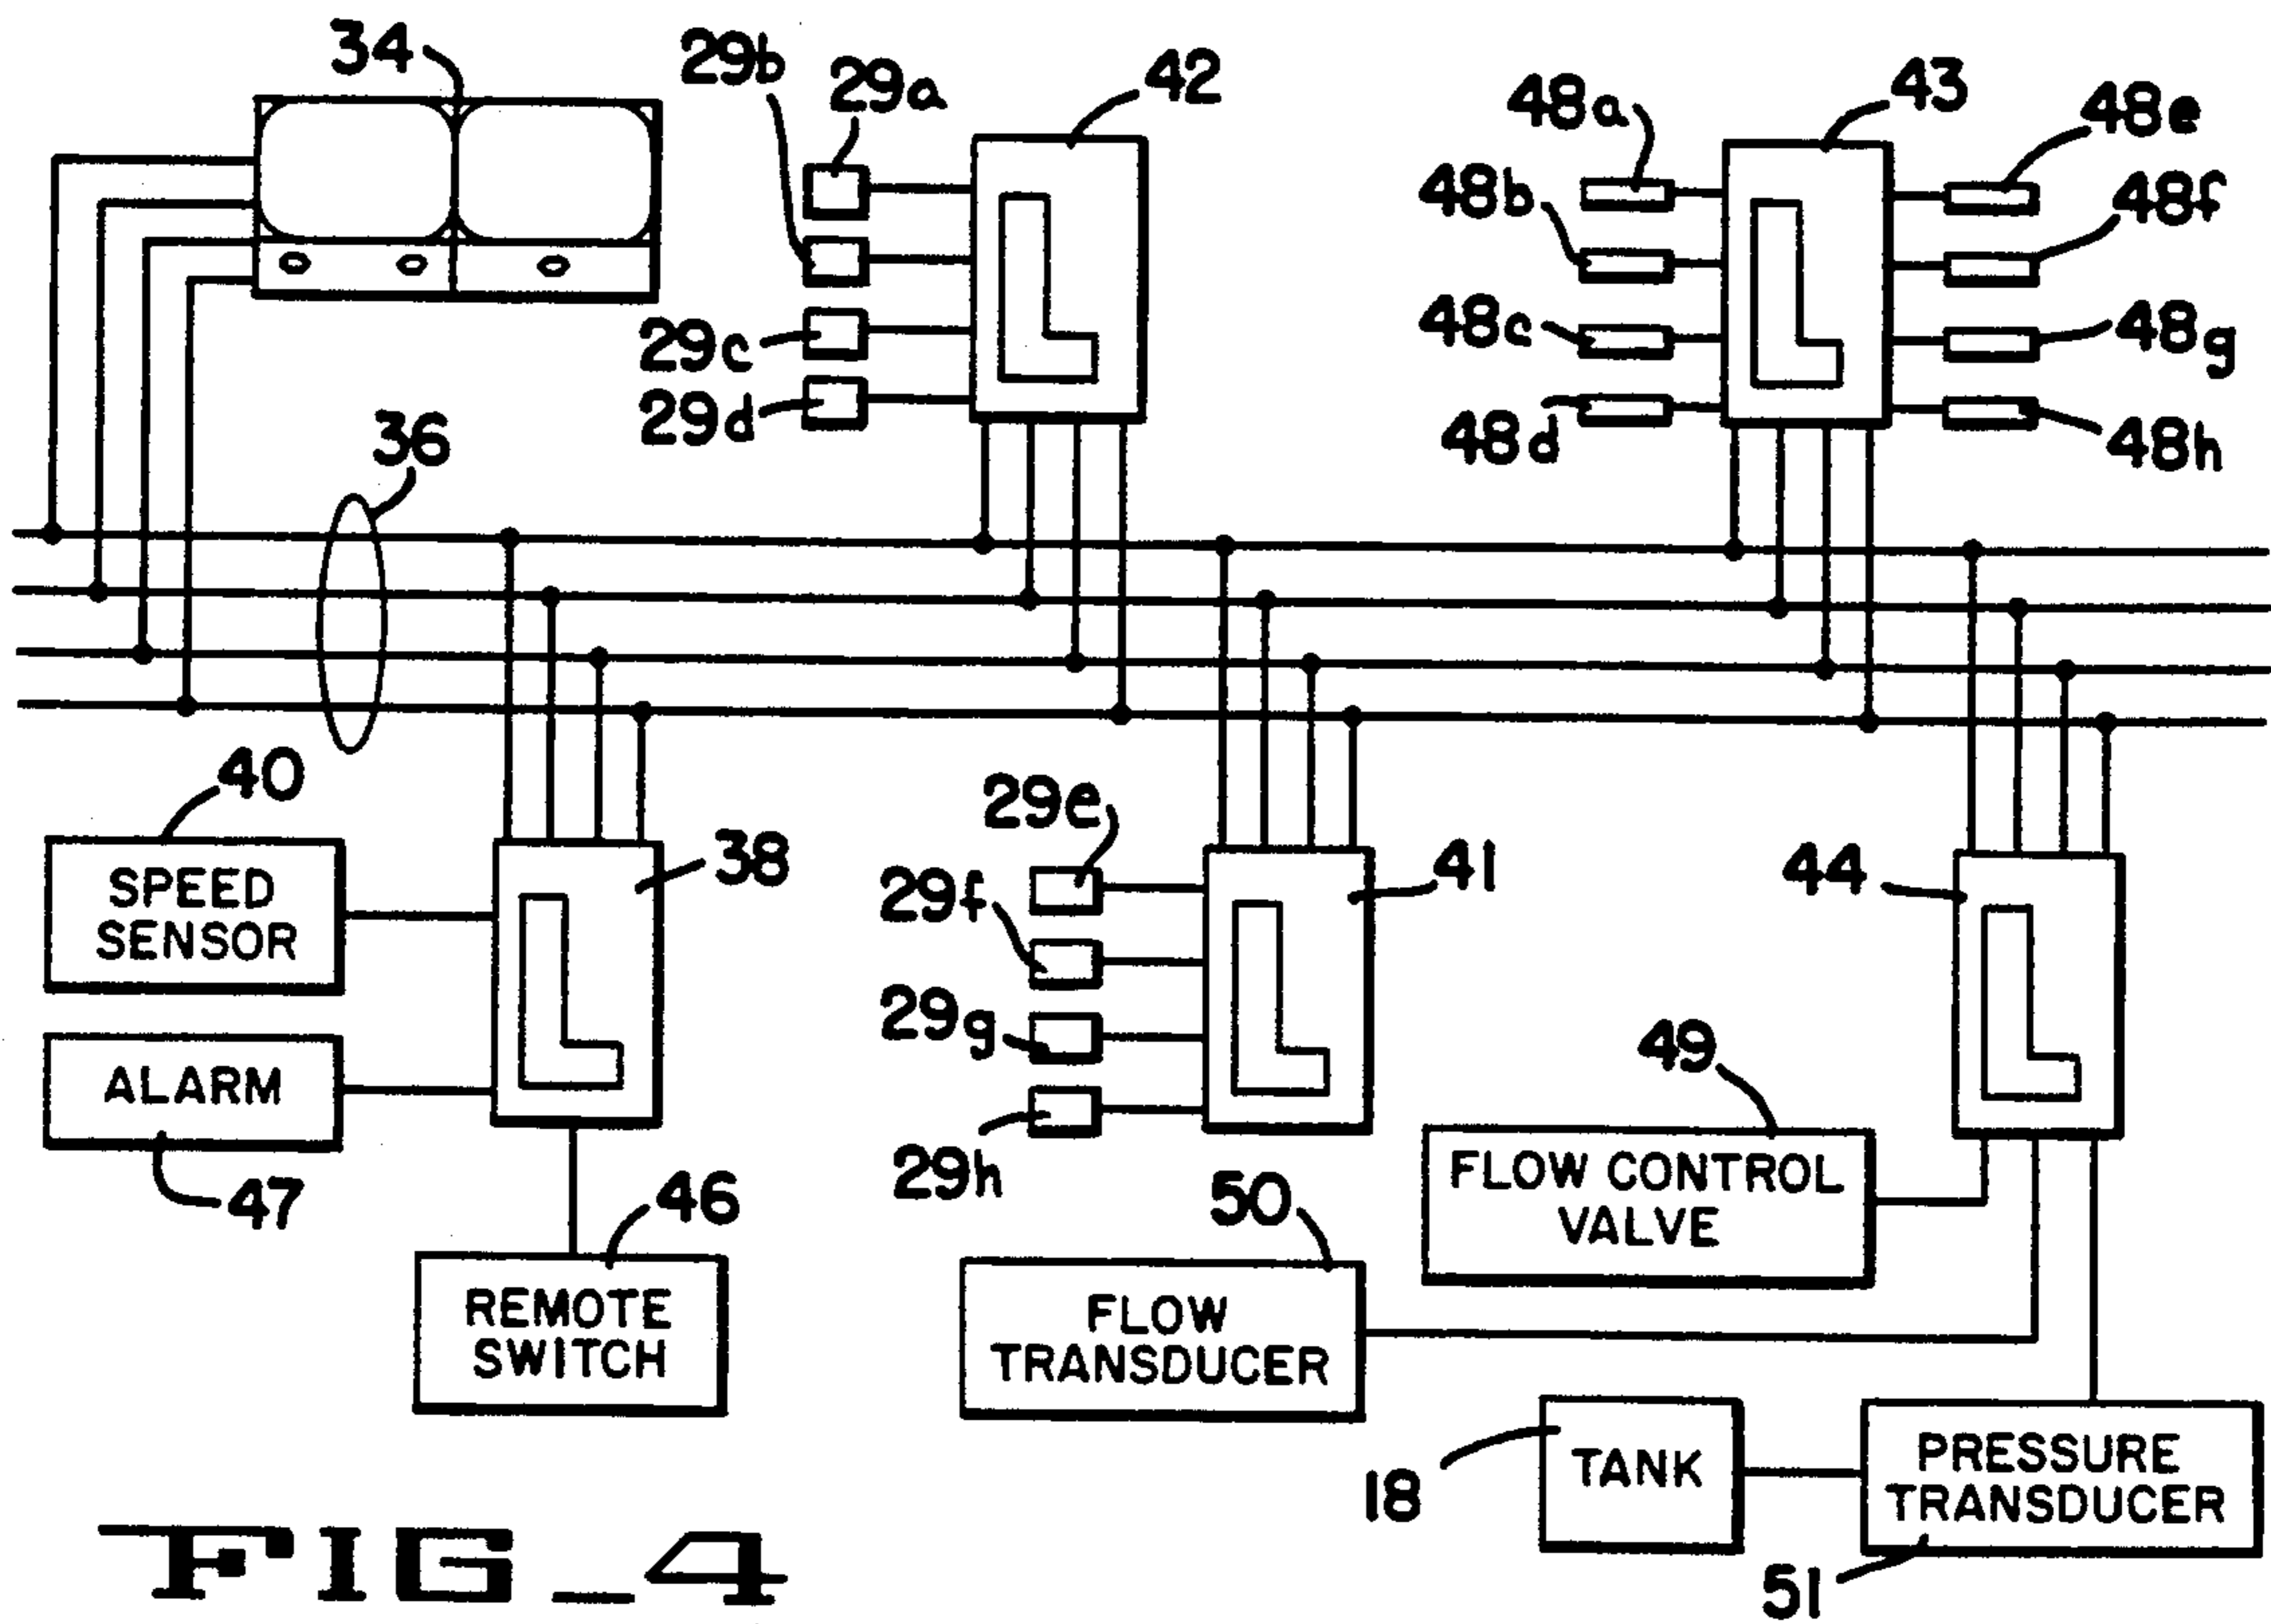 34
29b
29a
42
48a
43
48e
48b
48f
48c
48g
29c
29d
48d
48h
36
L
L
40
SPEED
SENSOR
38
29e
41
44
29f
29g
29h
L
L
L
ALARM
47
49
FLOW CONTROL
VALVE
46
REMOTE
SWITCH
50
FLOW
TRANSDUCER
18
TANK
PRESSURE
TRANSDUCER
51
FIG_4